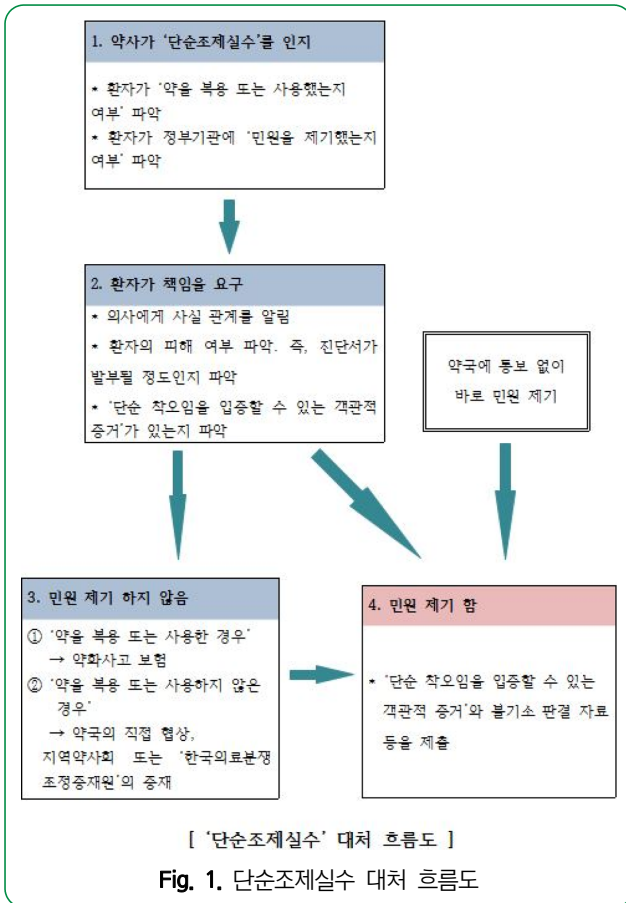 1. 약사가 '단순조제실수'를 인지
* 환자가 '약을 복용 또는 사용했는지
여부' 파악
* 환자가 정부기관에 '민원을 제기했는지
여부' 파악
2. 환자가 책임을 요구
* 의사에게 사실 관계를 알림
* 환자의 피해 여부 파악. 즉, 진단서가
발부될 정도인지 파악
* '단순 착오임을 입증할 수 있는 객관적
증거'가 있는지 파악
약국에 통보 없이
바로 민원 제기
3. 민원 제기 하지 않음
① '약을 복용 또는 사용한 경우'
→ 약화사고 보험
② '약을 복용 또는 사용하지 않은
경우'
→ 약국의 직접 협상,
지역약사회 또는 '한국의료분쟁
조정중재원'의 중재
4. 민원 제기 함
* '단순 착오임을 입증할 수 있는
객관적 증거'와 불기소 판결 자료
등을 제출
[ '단순조제실수' 대처 흐름도 ]
Fig. 1. 단순조제실수 대처 흐름도